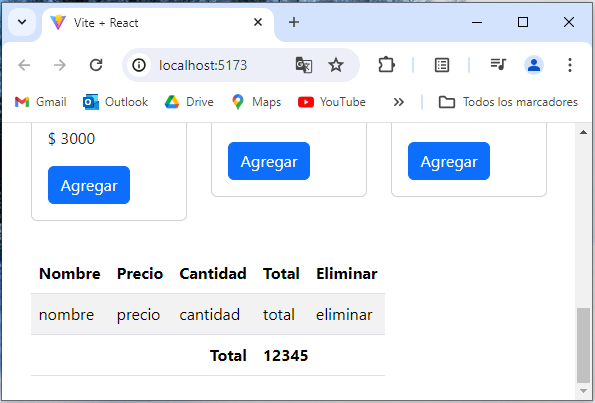 Vite + React
localhost:5173
Gmail Outlook Drive Maps YouTube Todos los marcadores
$ 3000
Agregar Agregar Agregar
Nombre Precio Cantidad Total Eliminar
nombre precio cantidad total eliminar
Total 12345